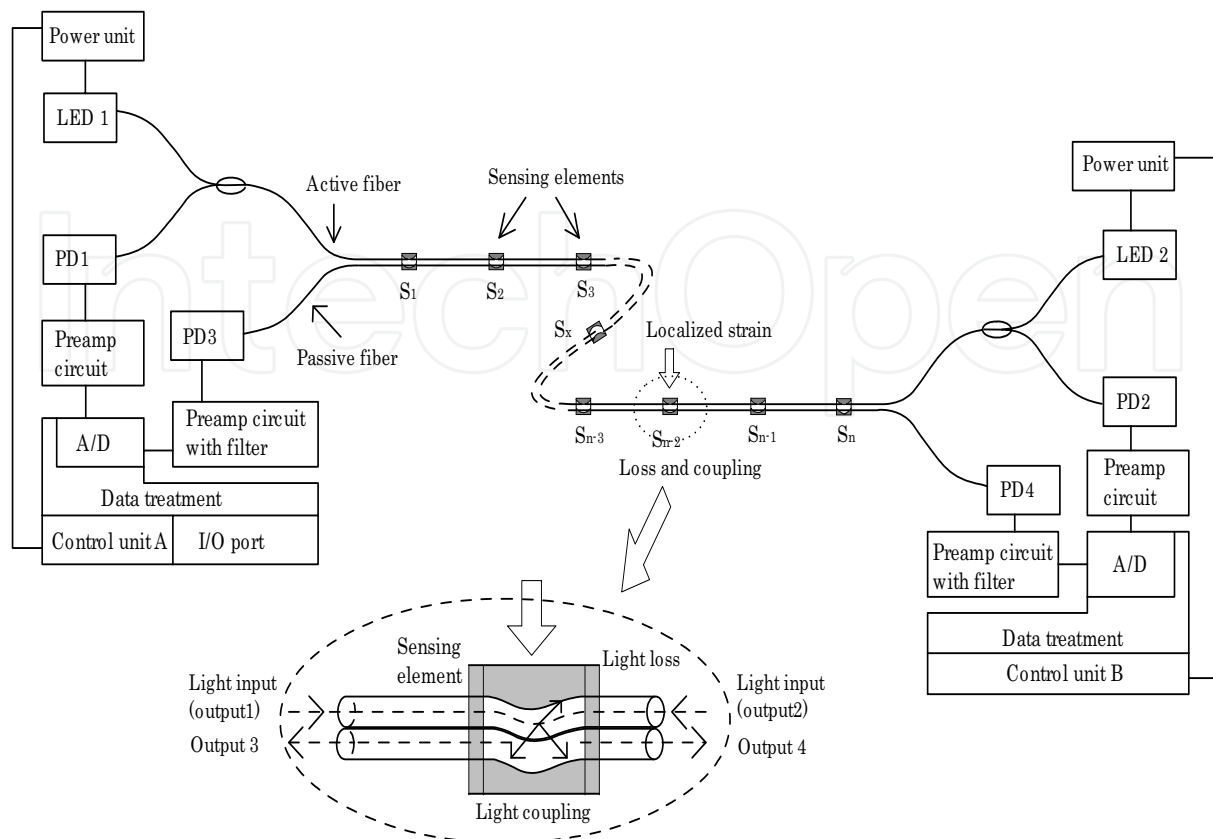 Power unit
LED 1
Active fiber
Sensing elements
Power unit
LED 2
PD1
S1
S2
S3
PD3
Sx
Localized strain
Preamp
circuit
Passive fiber
PD2
Preamp circuit
with filter
A/D
Sn-3
Sn-2
Sn-1
Sn
Loss and coupling
PD4
Preamp
circuit
Data treatment
Control unit A
I/O port
Preamp circuit
with filter
A/D
Data treatment
Control unit B
Sensing
element
Light loss
Light input
(output1)
Light input
(output2)
Output 3
Output 4
Light coupling
IntechOpen